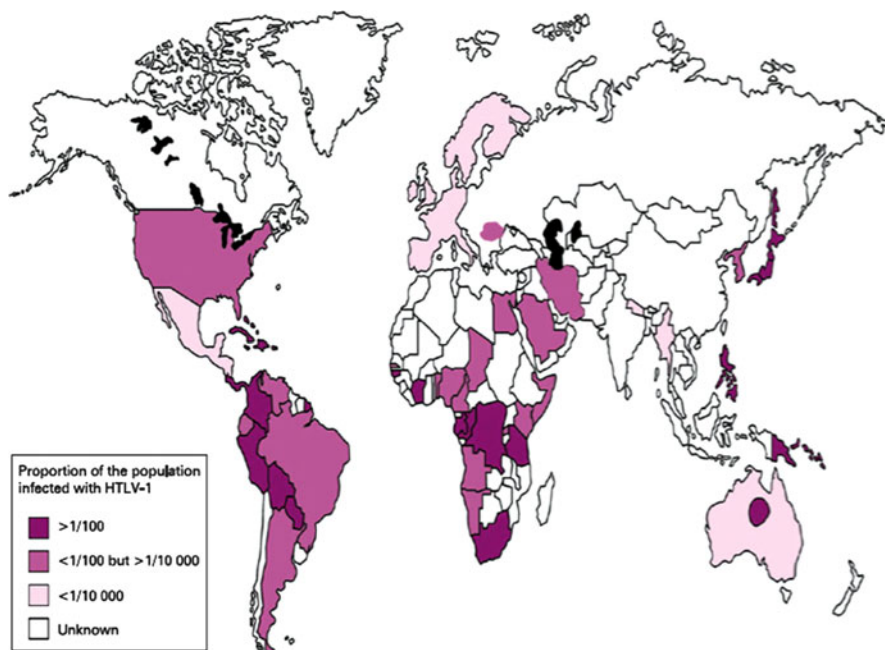 Proportion of the population
infected with HTLV-1
>1/100
<1/100 but >1/10 000
<1/10 000
Unknown